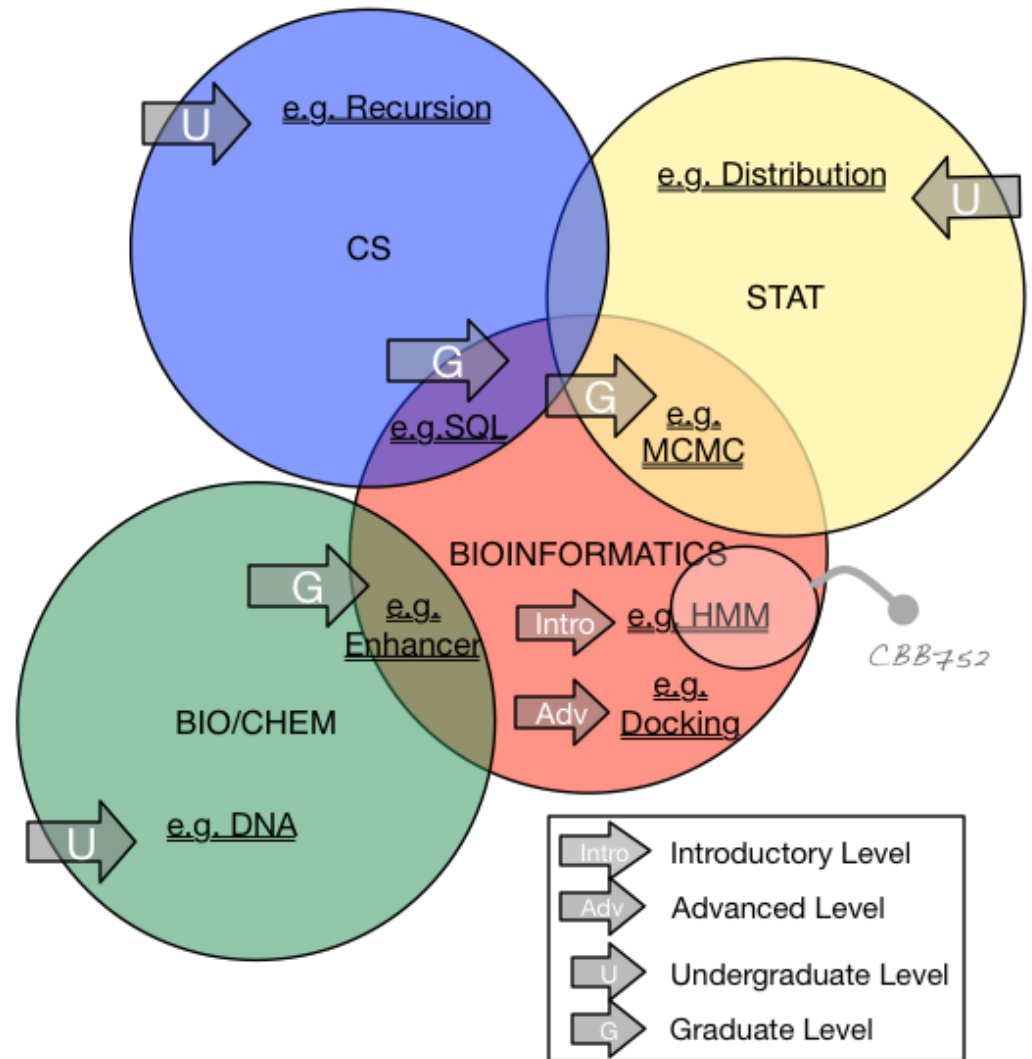 U
e.g. Recursion
e.g. Distribution
U
CS
STAT
G
G
e.g.SQL
e.g.
MCMC
BIOINFORMATICS
G
e.g.
Enhancer
Intro
e.g. HMM
CBB752
Adv
e.g.
Docking
BIO/CHEM
U
e.g. DNA
Intro Introductory Level
Adv Advanced Level
U Undergraduate Level
G Graduate Level